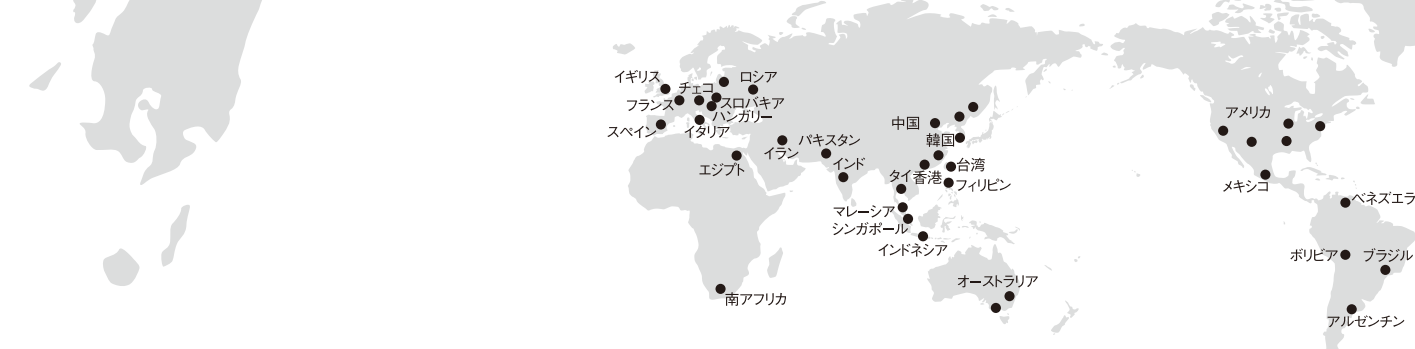 イギリス
チェコ
ロシア
フランス
スロバキア
ハンガリー
スペイン
イタリア
イラン
パキスタン
エジプト
インド
中国
韓国
台湾
タイ
香港
フィリピン
マレーシア
シンガポール
インドネシア
オーストラリア
南アフリカ
アメリカ
メキシコ
ベネズエラ
ボリビア
ブラジル
アルゼンチン